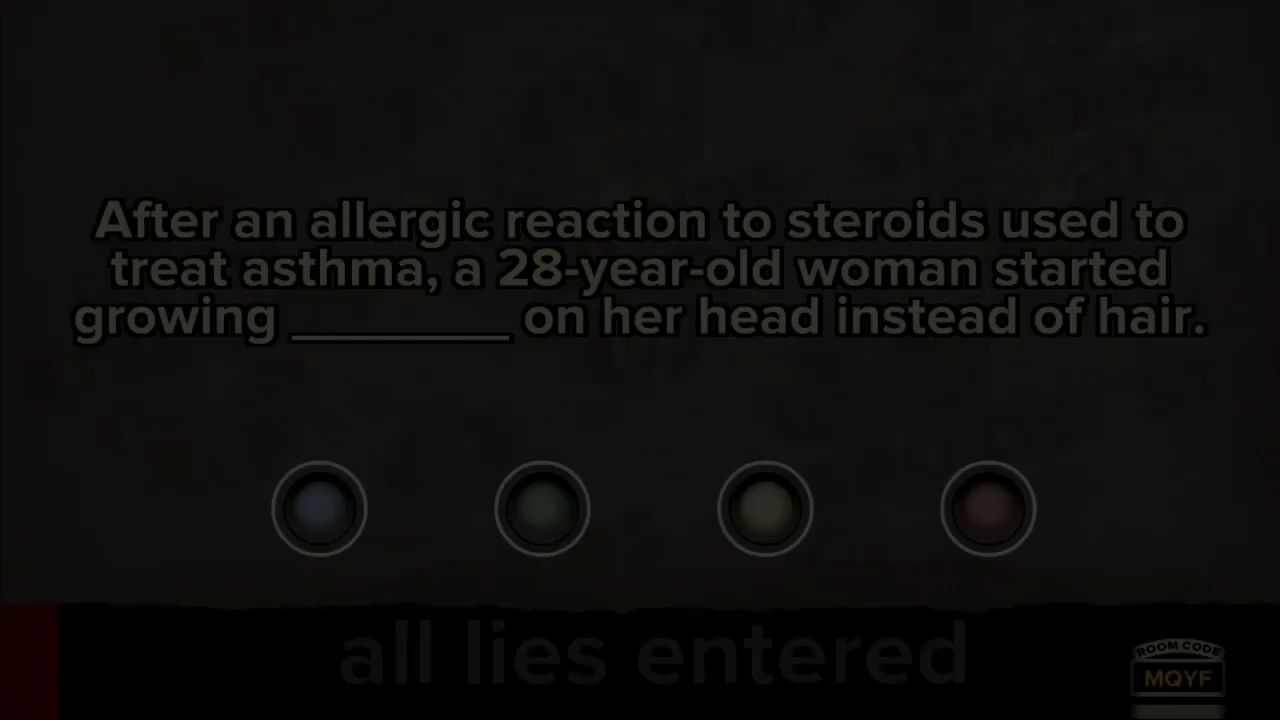 After an allergic reaction to steroids used to
treat asthma, a 28-year-old woman started
growing ________ on her head instead of hair.
all lies entered
ROOM CODE
MQYF